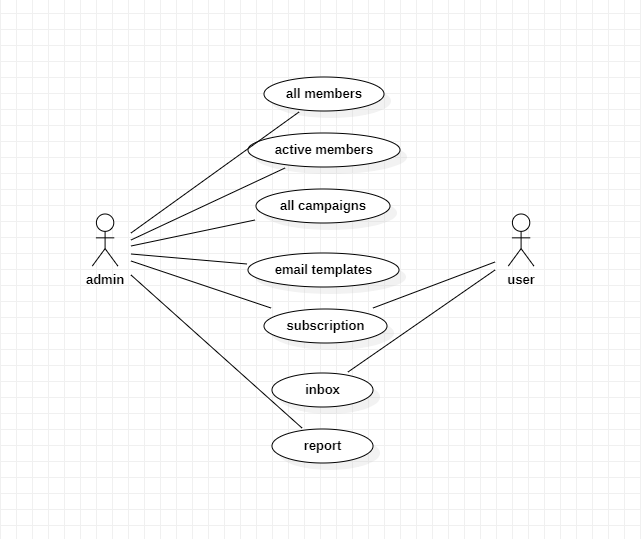 all members
active members
all campaigns
admin
email templates
user
subscription
inbox
report